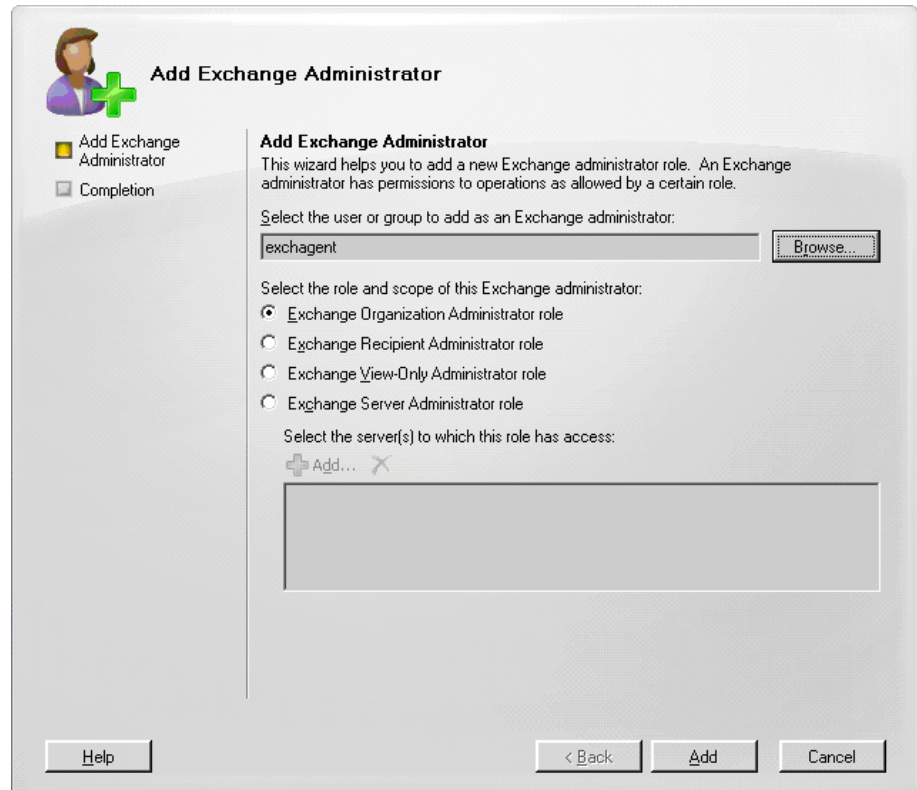 Add Exchange Administrator
Add Exchange
Administrator
Completion
Add Exchange Administrator
This wizard helps you to add a new Exchange administrator role. An Exchange
administrator has permissions to operations as allowed by a certain role.
Select the user or group to add as an Exchange administrator:
exchagent
Browse...
Select the role and scope of this Exchange administrator:
Exchange Organization Administrator role
Exchange Recipient Administrator role
Exchange View-Only Administrator role
Exchange Server Administrator role
Select the server(s) to which this role has access:
Add...
Help
< Back
Add
Cancel